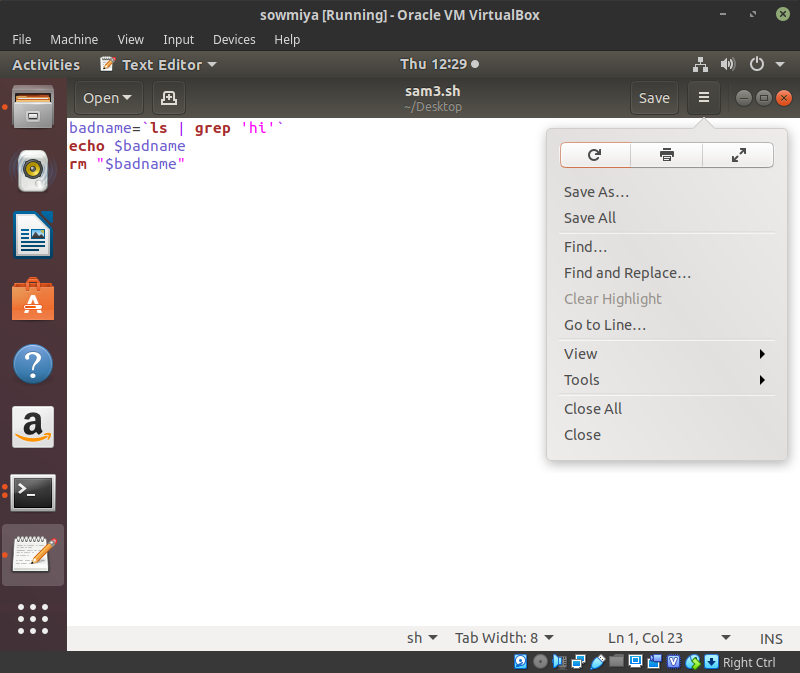 sowmiya [Running] - Oracle VM VirtualBox
File Machine View Input Devices Help
Activities Text Editor Thu 12:29
Open sam3.sh Save
~/Desktop
badname=`ls | grep 'hi'`
echo $badname
rm "$badname"
Save As…
Save All
Find…
Find and Replace…
Clear Highlight
Go to Line…
View
Tools
Close All
Close
sh Tab Width: 8 Ln 1, Col 23 INS
Right Ctrl